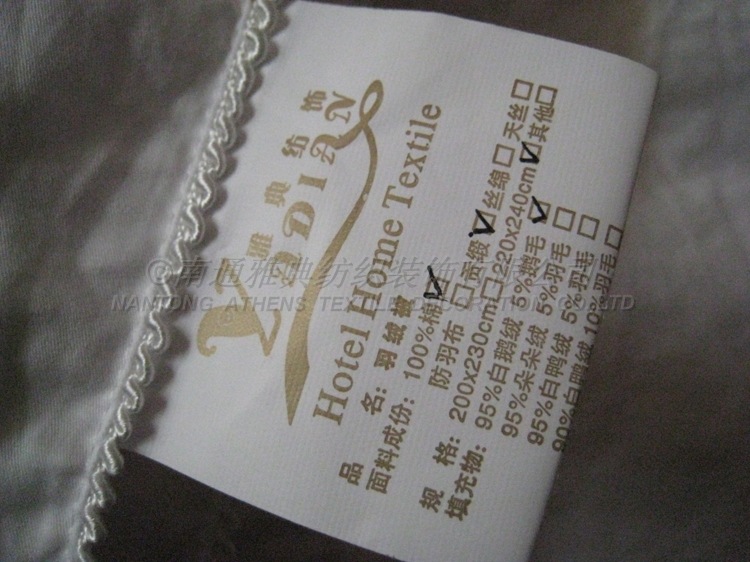 雅典纺饰
YADIAN
Hotel Home Textile
品 名: 羽绒被
面料成份: 100%棉☑
防羽布□ 贡缎☑ 丝绵□ 天丝□
规 格: 200x230cm□ 220x240cm☑ 其他□
填充物: 95%白鹅绒 5%鹅毛☑
95%朵朵绒 5%羽毛□
95%白鸭绒 5%羽毛□
90%白鸭绒 10%羽毛□
©南通雅典纺织装饰有限公司
NANTONG ATHENS TEXTILE DECORATION CO.,LTD